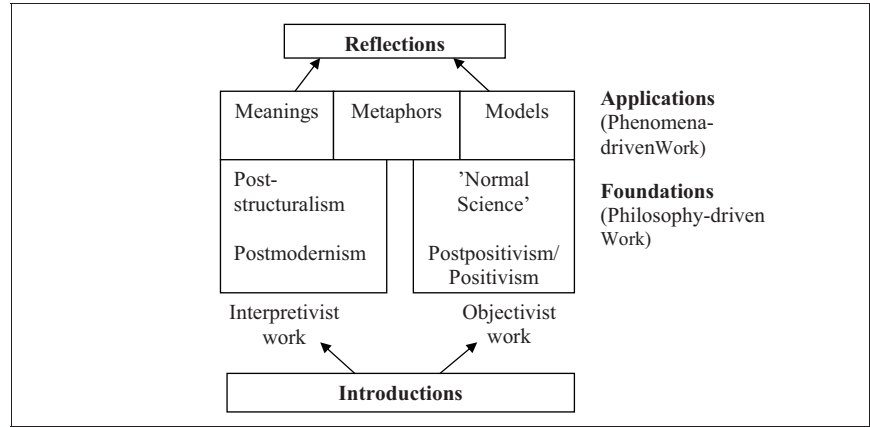 Reflections
Meanings
Metaphors
Models
Applications
(Phenomena-
drivenWork)
Post-
structuralism
Postmodernism
’Normal
Science’
Postpositivism/
Positivism
Foundations
(Philosophy-driven
Work)
Interpretivist
work
Objectivist
work
Introductions